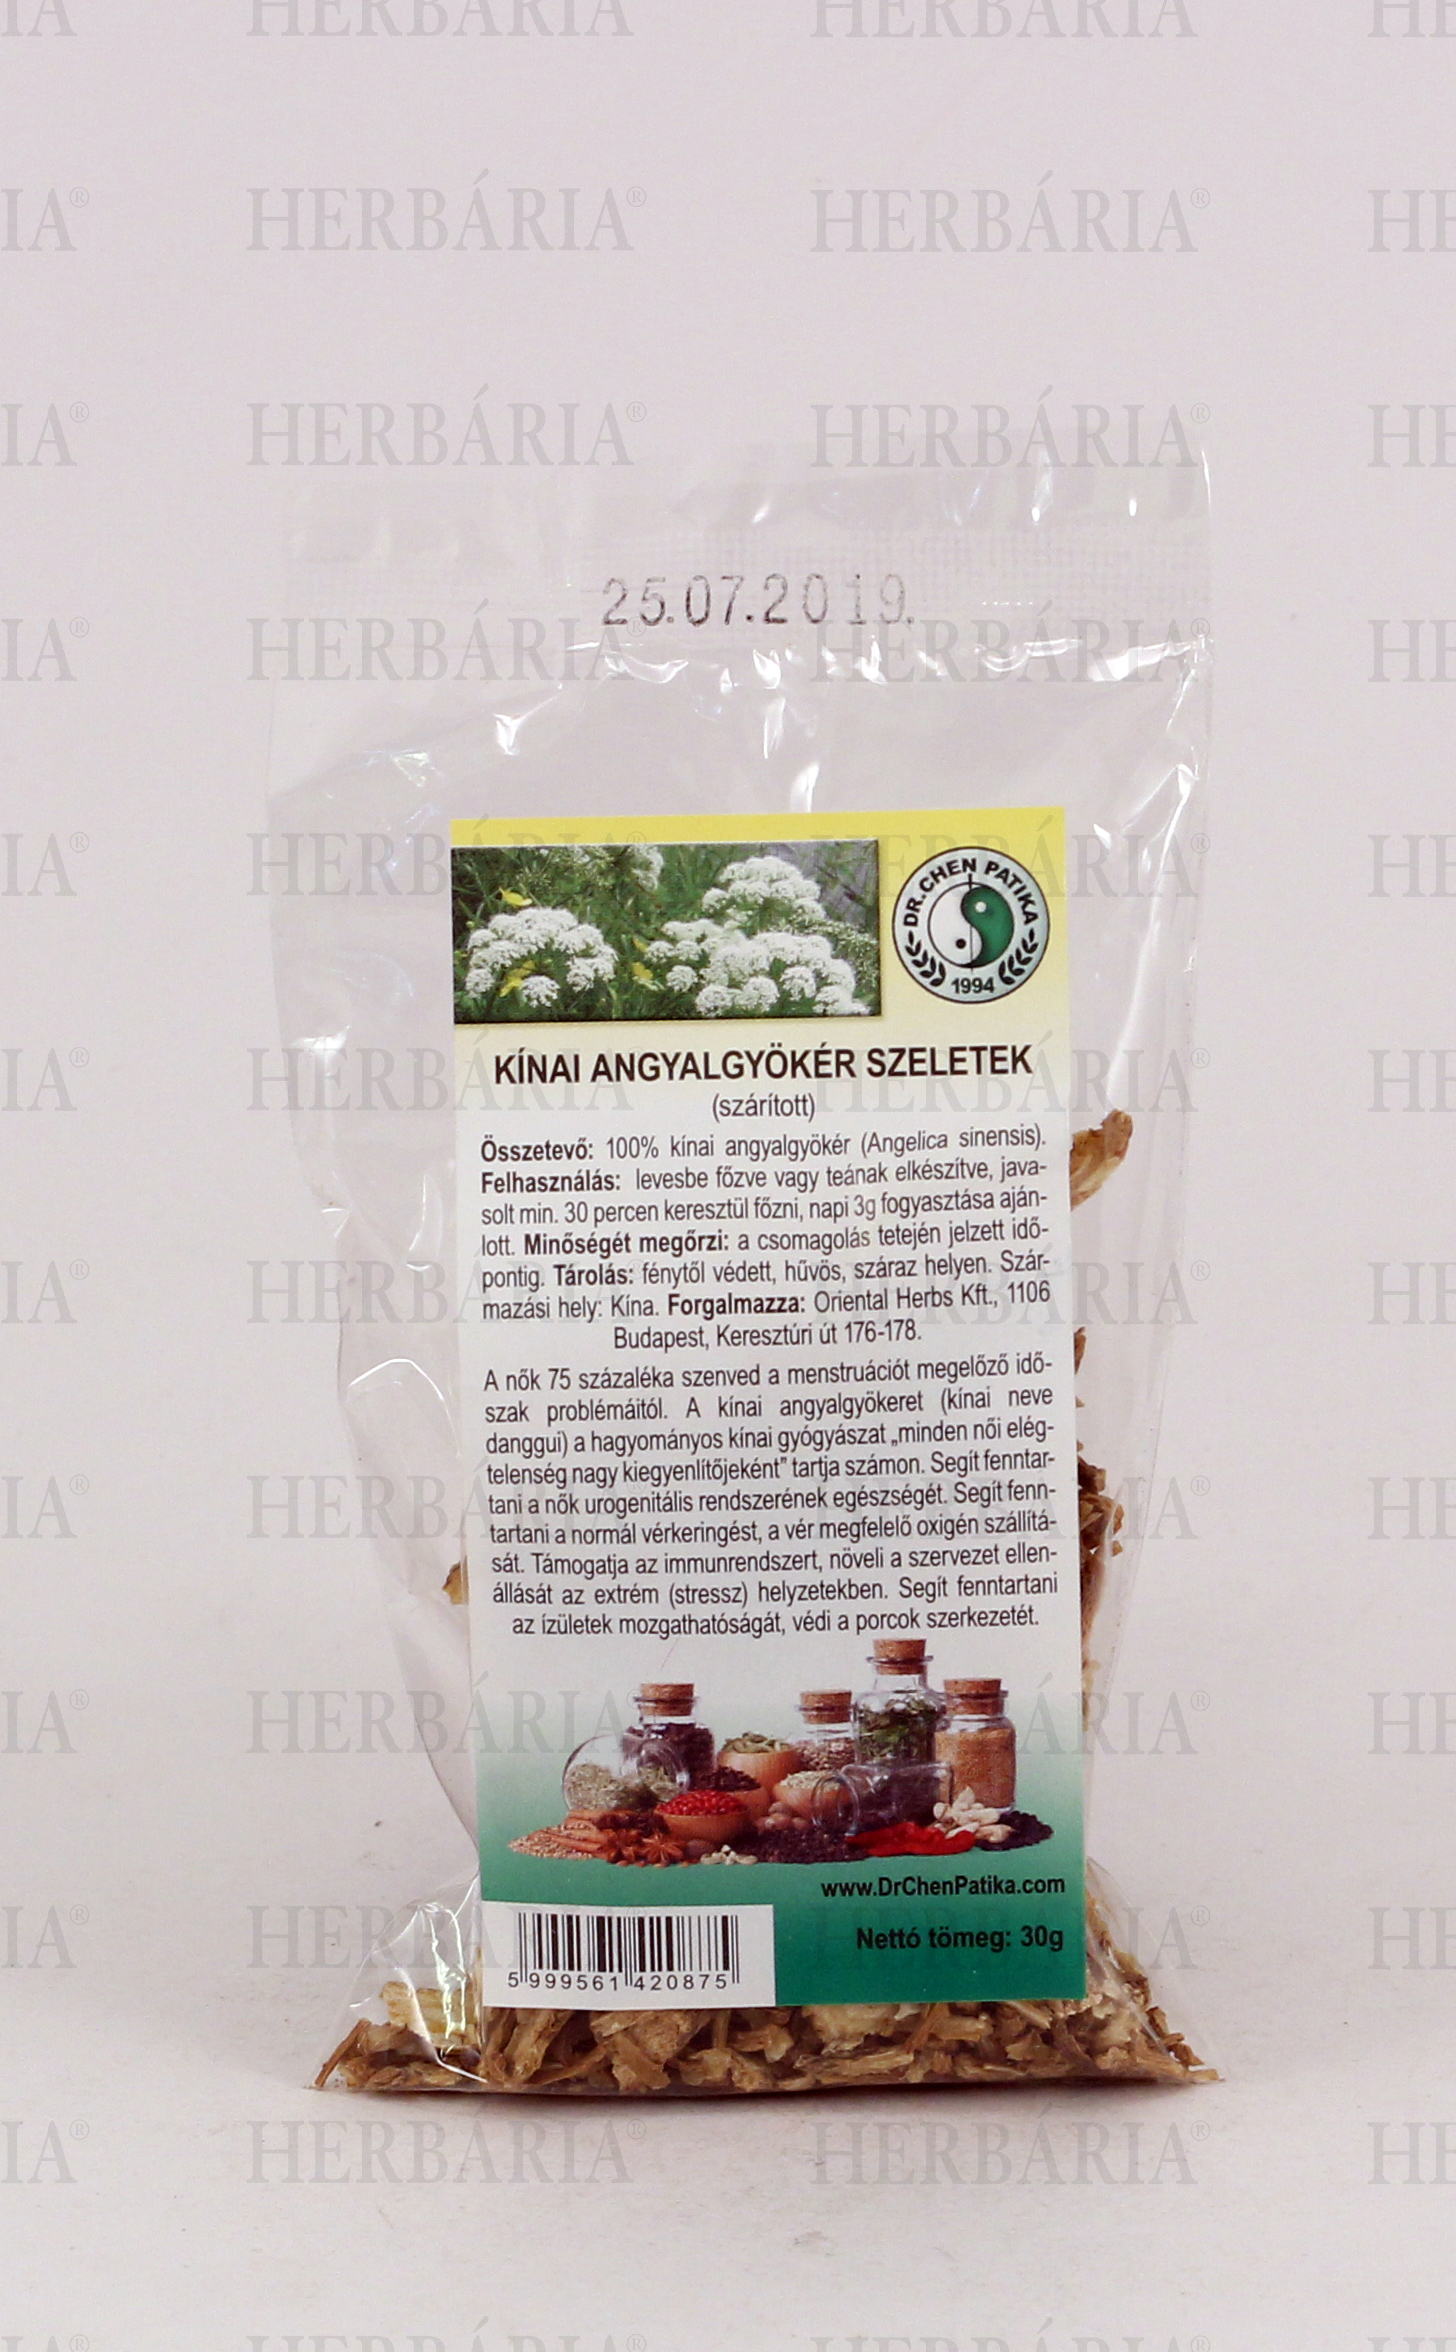 25.07.2019.
DR.CHEN PATIKA
1994
KÍNAI ANGYALGYÖKÉR SZELETEK
(szárított)
Összetevő: 100% kínai angyalgyökér (Angelica sinensis).
Felhasználás: levesbe főzve vagy teának elkészítve, java-
solt min. 30 percen keresztül főzni, napi 3g fogyasztása aján-
lott. Minőségét megőrzi: a csomagolás tetején jelzett idő-
pontig. Tárolás: fénytől védett, hűvös, száraz helyen. Szár-
mazási hely: Kína. Forgalmazza: Oriental Herbs Kft., 1106
Budapest, Keresztúri út 176-178.
A nők 75 százaléka szenved a menstruációt megelőző idő-
szak problémáitól. A kínai angyalgyökeret (kínai neve
danggui) a hagyományos kínai gyógyászat „minden női elég-
telenség nagy kiegyenlítőjeként” tartja számon. Segít fenntar-
tani a nők urogenitális rendszerének egészségét. Segít fenn-
tartani a normál vérkeringést, a vér megfelelő oxigén szállítá-
sát. Támogatja az immunrendszert, növeli a szervezet ellen-
állását az extrém (stressz) helyzetekben. Segít fenntartani
az ízületek mozgathatóságát, védi a porcok szerkezetét.
www.DrChenPatika.com
Nettó tömeg: 30g
5 999561 420875
HERBÁRIA®